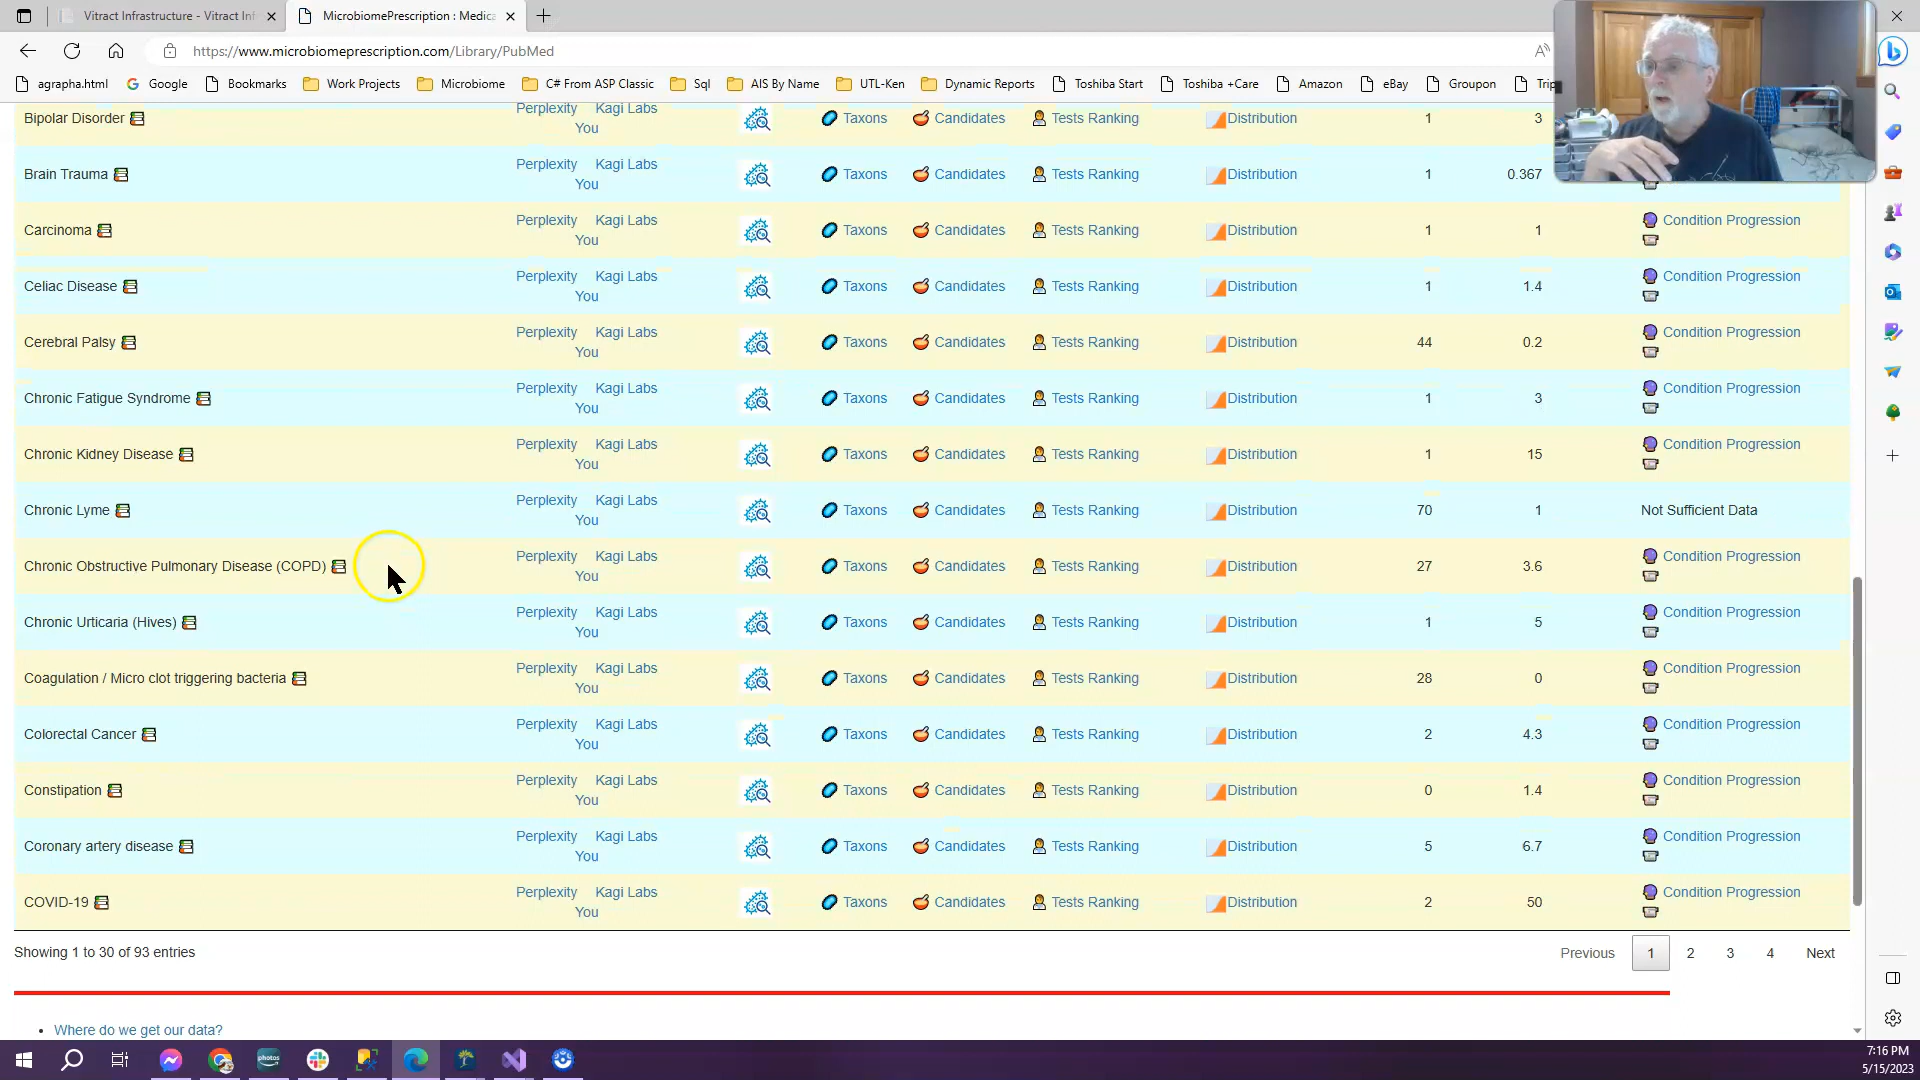 Vitract Infrastructure - Vitract Inf
MicrobiomePrescription : Medica
https://www.microbiomeprescription.com/Library/PubMed
agrapha.html Google Bookmarks Work Projects Microbiome C# From ASP Classic Sql AIS By Name UTL-Ken Dynamic Reports Toshiba Start Toshiba +Care Amazon eBay Groupon Trip
Bipolar Disorder Perplexity Kagi Labs You Taxons Candidates Tests Ranking Distribution 1 3
Brain Trauma Perplexity Kagi Labs You Taxons Candidates Tests Ranking Distribution 1 0.367
Carcinoma Perplexity Kagi Labs You Taxons Candidates Tests Ranking Distribution 1 1 Condition Progression
Celiac Disease Perplexity Kagi Labs You Taxons Candidates Tests Ranking Distribution 1 1.4 Condition Progression
Cerebral Palsy Perplexity Kagi Labs You Taxons Candidates Tests Ranking Distribution 44 0.2 Condition Progression
Chronic Fatigue Syndrome Perplexity Kagi Labs You Taxons Candidates Tests Ranking Distribution 1 3 Condition Progression
Chronic Kidney Disease Perplexity Kagi Labs You Taxons Candidates Tests Ranking Distribution 1 15 Condition Progression
Chronic Lyme Perplexity Kagi Labs You Taxons Candidates Tests Ranking Distribution 70 1 Not Sufficient Data
Chronic Obstructive Pulmonary Disease (COPD) Perplexity Kagi Labs You Taxons Candidates Tests Ranking Distribution 27 3.6 Condition Progression
Chronic Urticaria (Hives) Perplexity Kagi Labs You Taxons Candidates Tests Ranking Distribution 1 5 Condition Progression
Coagulation / Micro clot triggering bacteria Perplexity Kagi Labs You Taxons Candidates Tests Ranking Distribution 28 0 Condition Progression
Colorectal Cancer Perplexity Kagi Labs You Taxons Candidates Tests Ranking Distribution 2 4.3 Condition Progression
Constipation Perplexity Kagi Labs You Taxons Candidates Tests Ranking Distribution 0 1.4 Condition Progression
Coronary artery disease Perplexity Kagi Labs You Taxons Candidates Tests Ranking Distribution 5 6.7 Condition Progression
COVID-19 Perplexity Kagi Labs You Taxons Candidates Tests Ranking Distribution 2 50 Condition Progression
Showing 1 to 30 of 93 entries Previous 1 2 3 4 Next
Where do we get our data?
photos
7:16 PM
5/15/2023